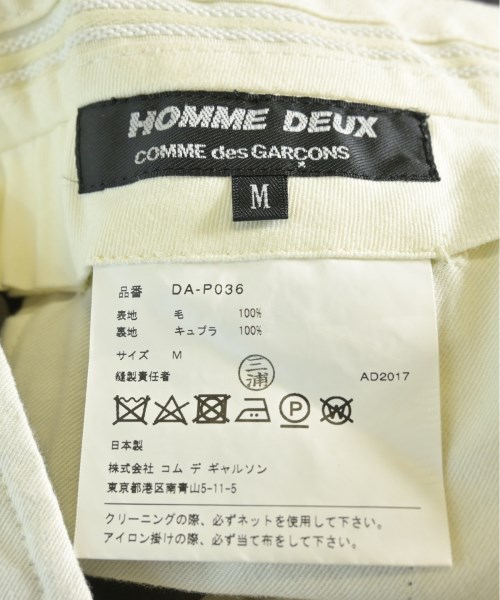 HOMME DEUX
COMME des GARÇONS
M
品番 DA-P036
表地 毛 100%
裏地 キュプラ 100%
サイズ M
縫製責任者 三浦 AD2017
P W
日本製
株式会社 コム デ ギャルソン
東京都港区南青山5-11-5
クリーニングの際、必ずネットを使用して下さい。
アイロン掛けの際、必ず当て布をして下さい。